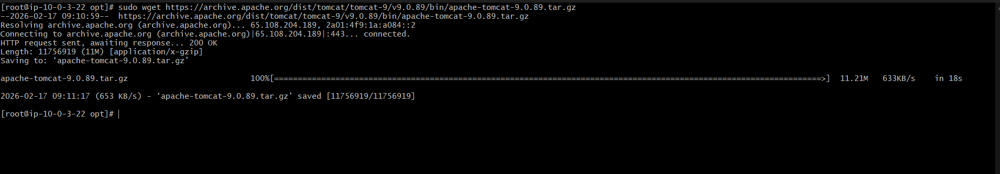 [root@ip-10-0-3-22 opt]# sudo wget https://archive.apache.org/dist/tomcat/tomcat-9/v9.0.89/bin/apache-tomcat-9.0.89.tar.gz
--2026-02-17 09:10:59--  https://archive.apache.org/dist/tomcat/tomcat-9/v9.0.89/bin/apache-tomcat-9.0.89.tar.gz
Resolving archive.apache.org (archive.apache.org)... 65.108.204.189, 2a01:4f9:1a:a084::2
Connecting to archive.apache.org (archive.apache.org)|65.108.204.189|:443... connected.
HTTP request sent, awaiting response... 200 OK
Length: 11756919 (11M) [application/x-gzip]
Saving to: ‘apache-tomcat-9.0.89.tar.gz’
apache-tomcat-9.0.89.tar.gz 100%[====================================================================================================================>] 11.21M 633KB/s in 18s
2026-02-17 09:11:17 (653 KB/s) - ‘apache-tomcat-9.0.89.tar.gz’ saved [11756919/11756919]
[root@ip-10-0-3-22 opt]#